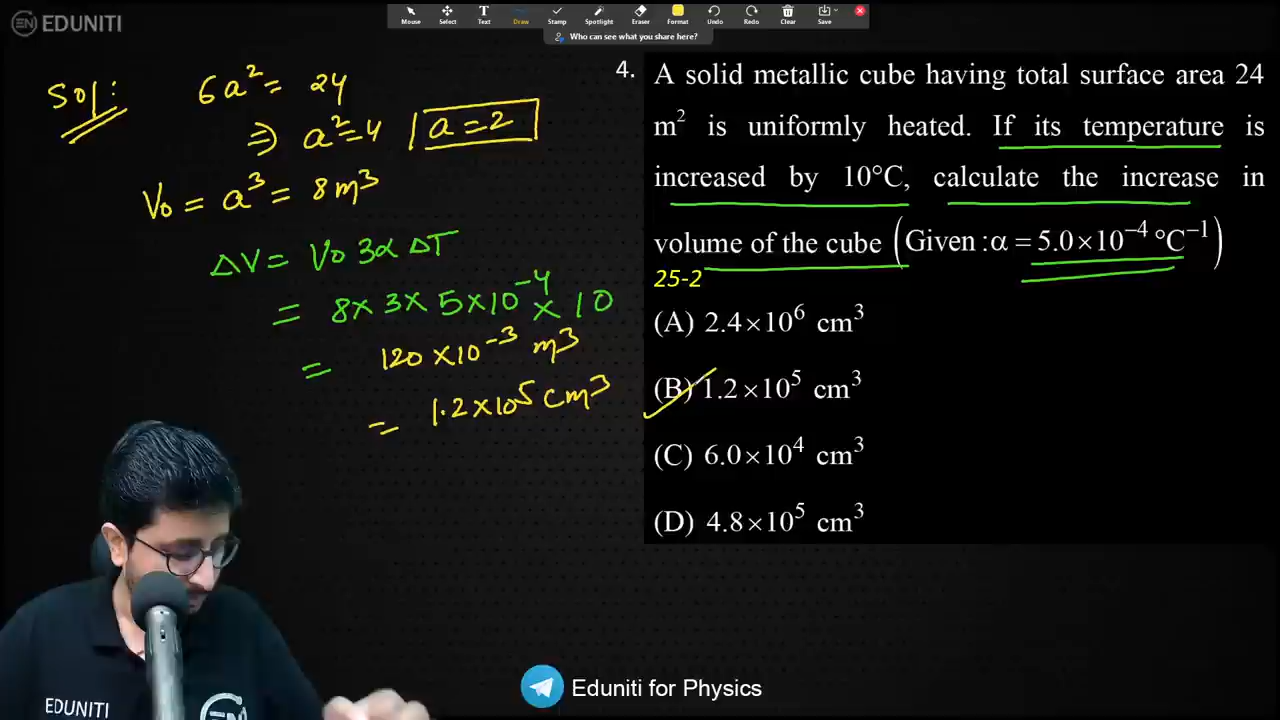 EDUNITI
Mouse Select Text Draw Stamp Spotlight Eraser Format Undo Redo Clear Save
Who can see what you share here?
Sol:
6a² = 24
⇒ a² = 4 | a = 2
V₀ = a³ = 8m³
ΔV = V₀ 3α ΔT
= 8 × 3 × 5 × 10⁻⁴ × 10
= 120 × 10⁻³ m³
= 1.2 × 10⁵ cm³
4. A solid metallic cube having total surface area 24
m² is uniformly heated. If its temperature is
increased by 10°C, calculate the increase in
volume of the cube (Given : α = 5.0 × 10⁻⁴ °C⁻¹)
25-2
(A) 2.4 × 10⁶ cm³
(B) 1.2 × 10⁵ cm³
(C) 6.0 × 10⁴ cm³
(D) 4.8 × 10⁵ cm³
EDUNITI
Eduniti for Physics